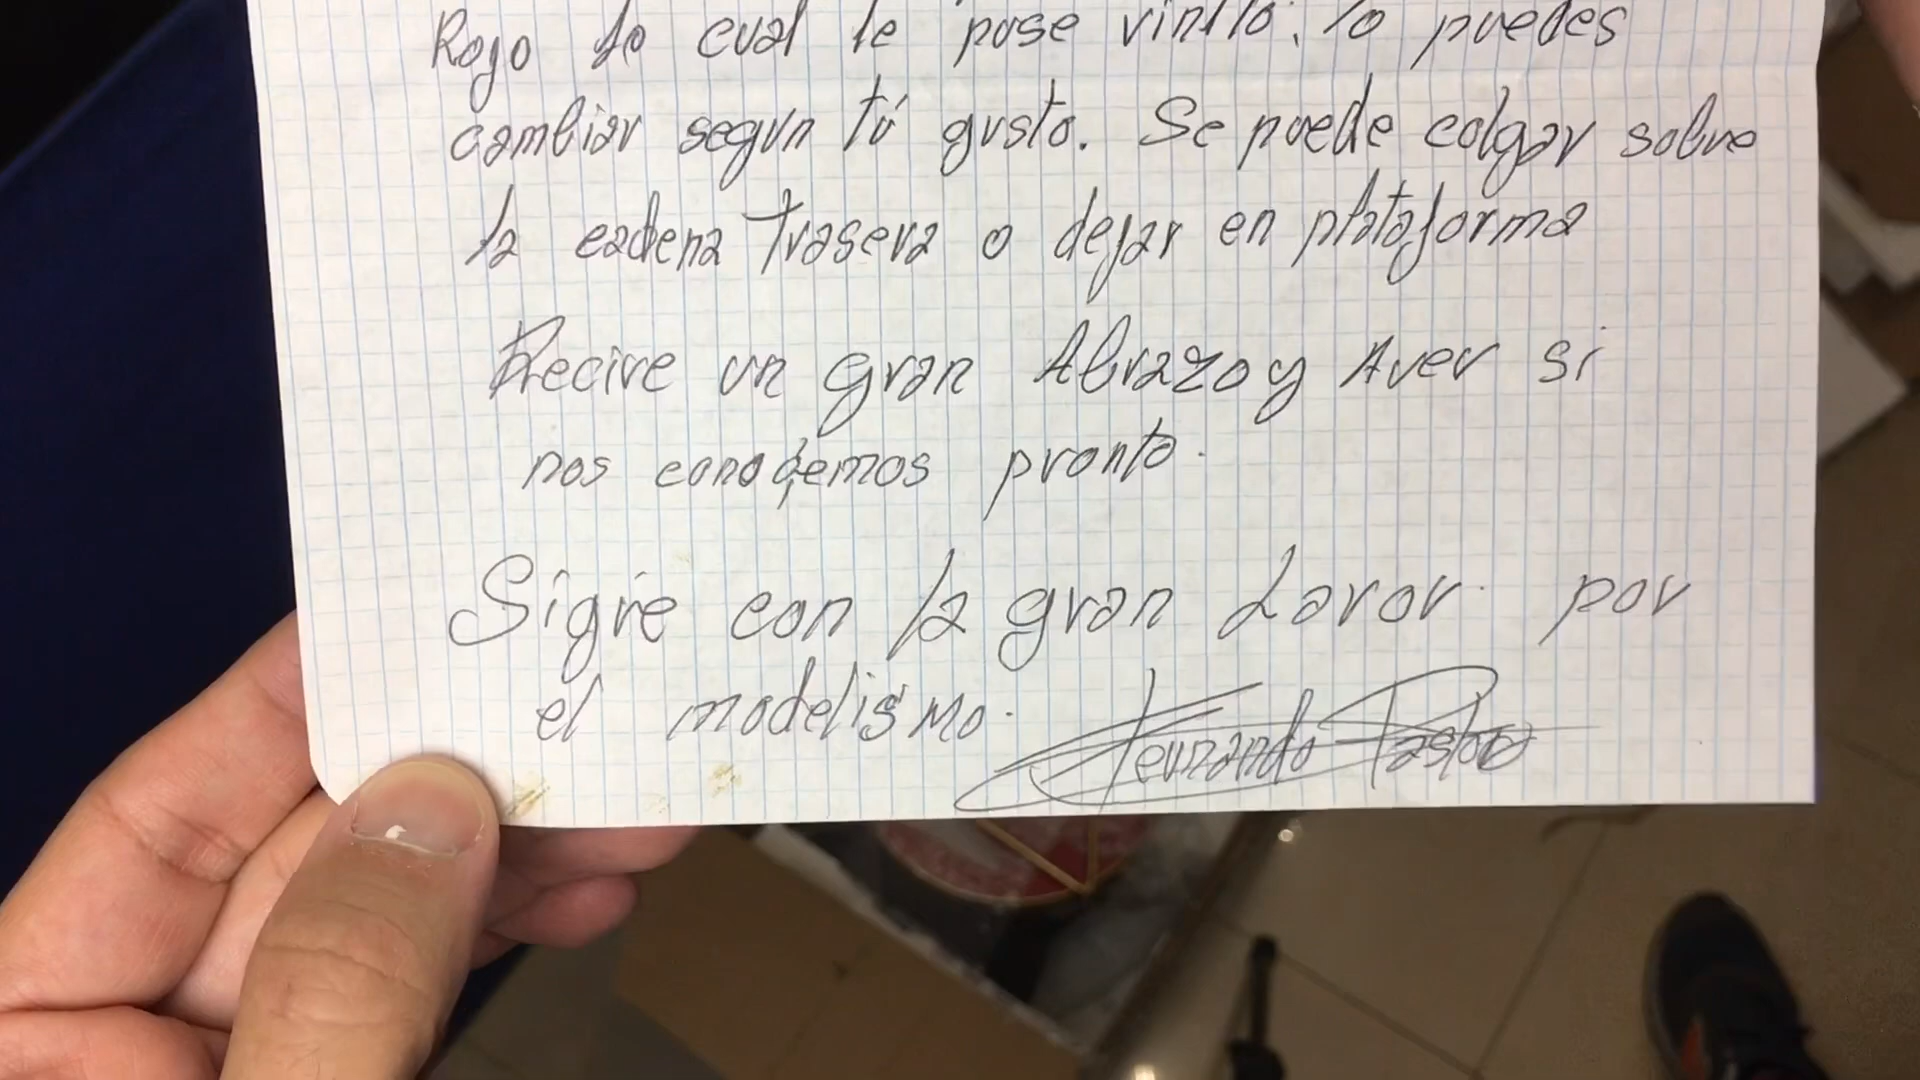 Rojo lo cual le puse vinilo. lo puedes
cambiar segun tú gusto. Se puede colgar sobre
la cadena trasera o dejar en plataforma
Recive un gran Abrazo y Aver si
nos conocemos pronto.
Sigue con la gran Lavor. por
el modelismo.
Fernando Pastor